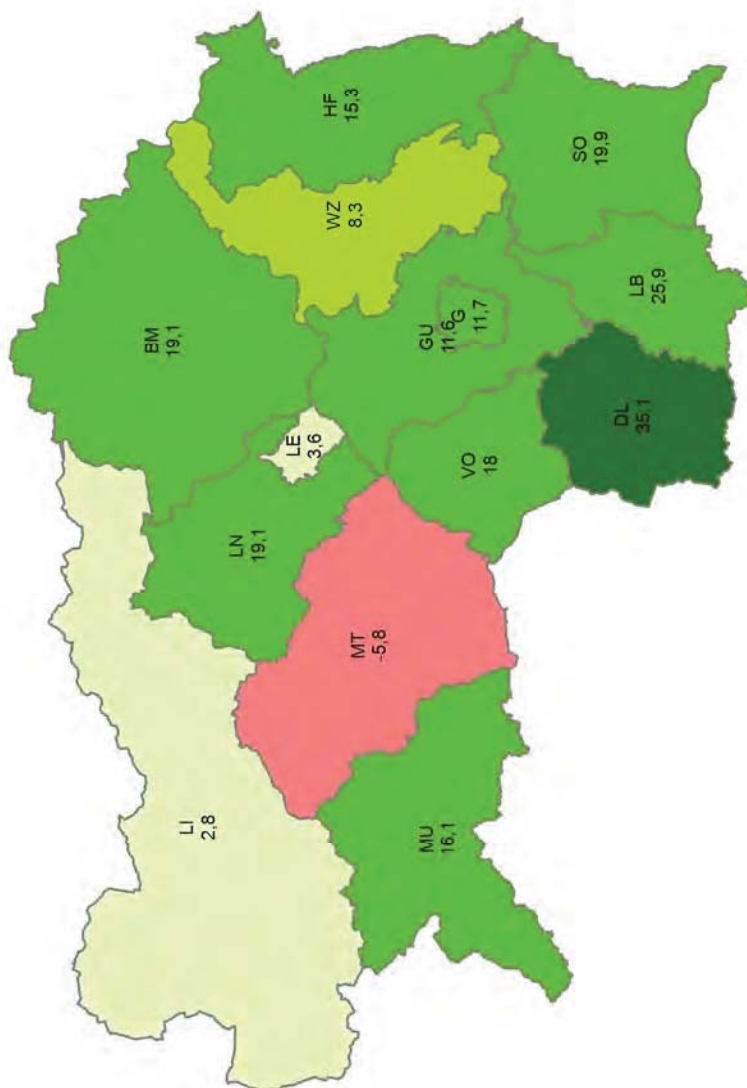 BM
19,1
LI
2,8
LN
19,1
LE
3,6
HF
15,3
WZ
8,3
MT
-5,8
MU
16,1
GU
11,6
G
11,7
VO
18
SO
19,9
DL
35,1
LB
25,9